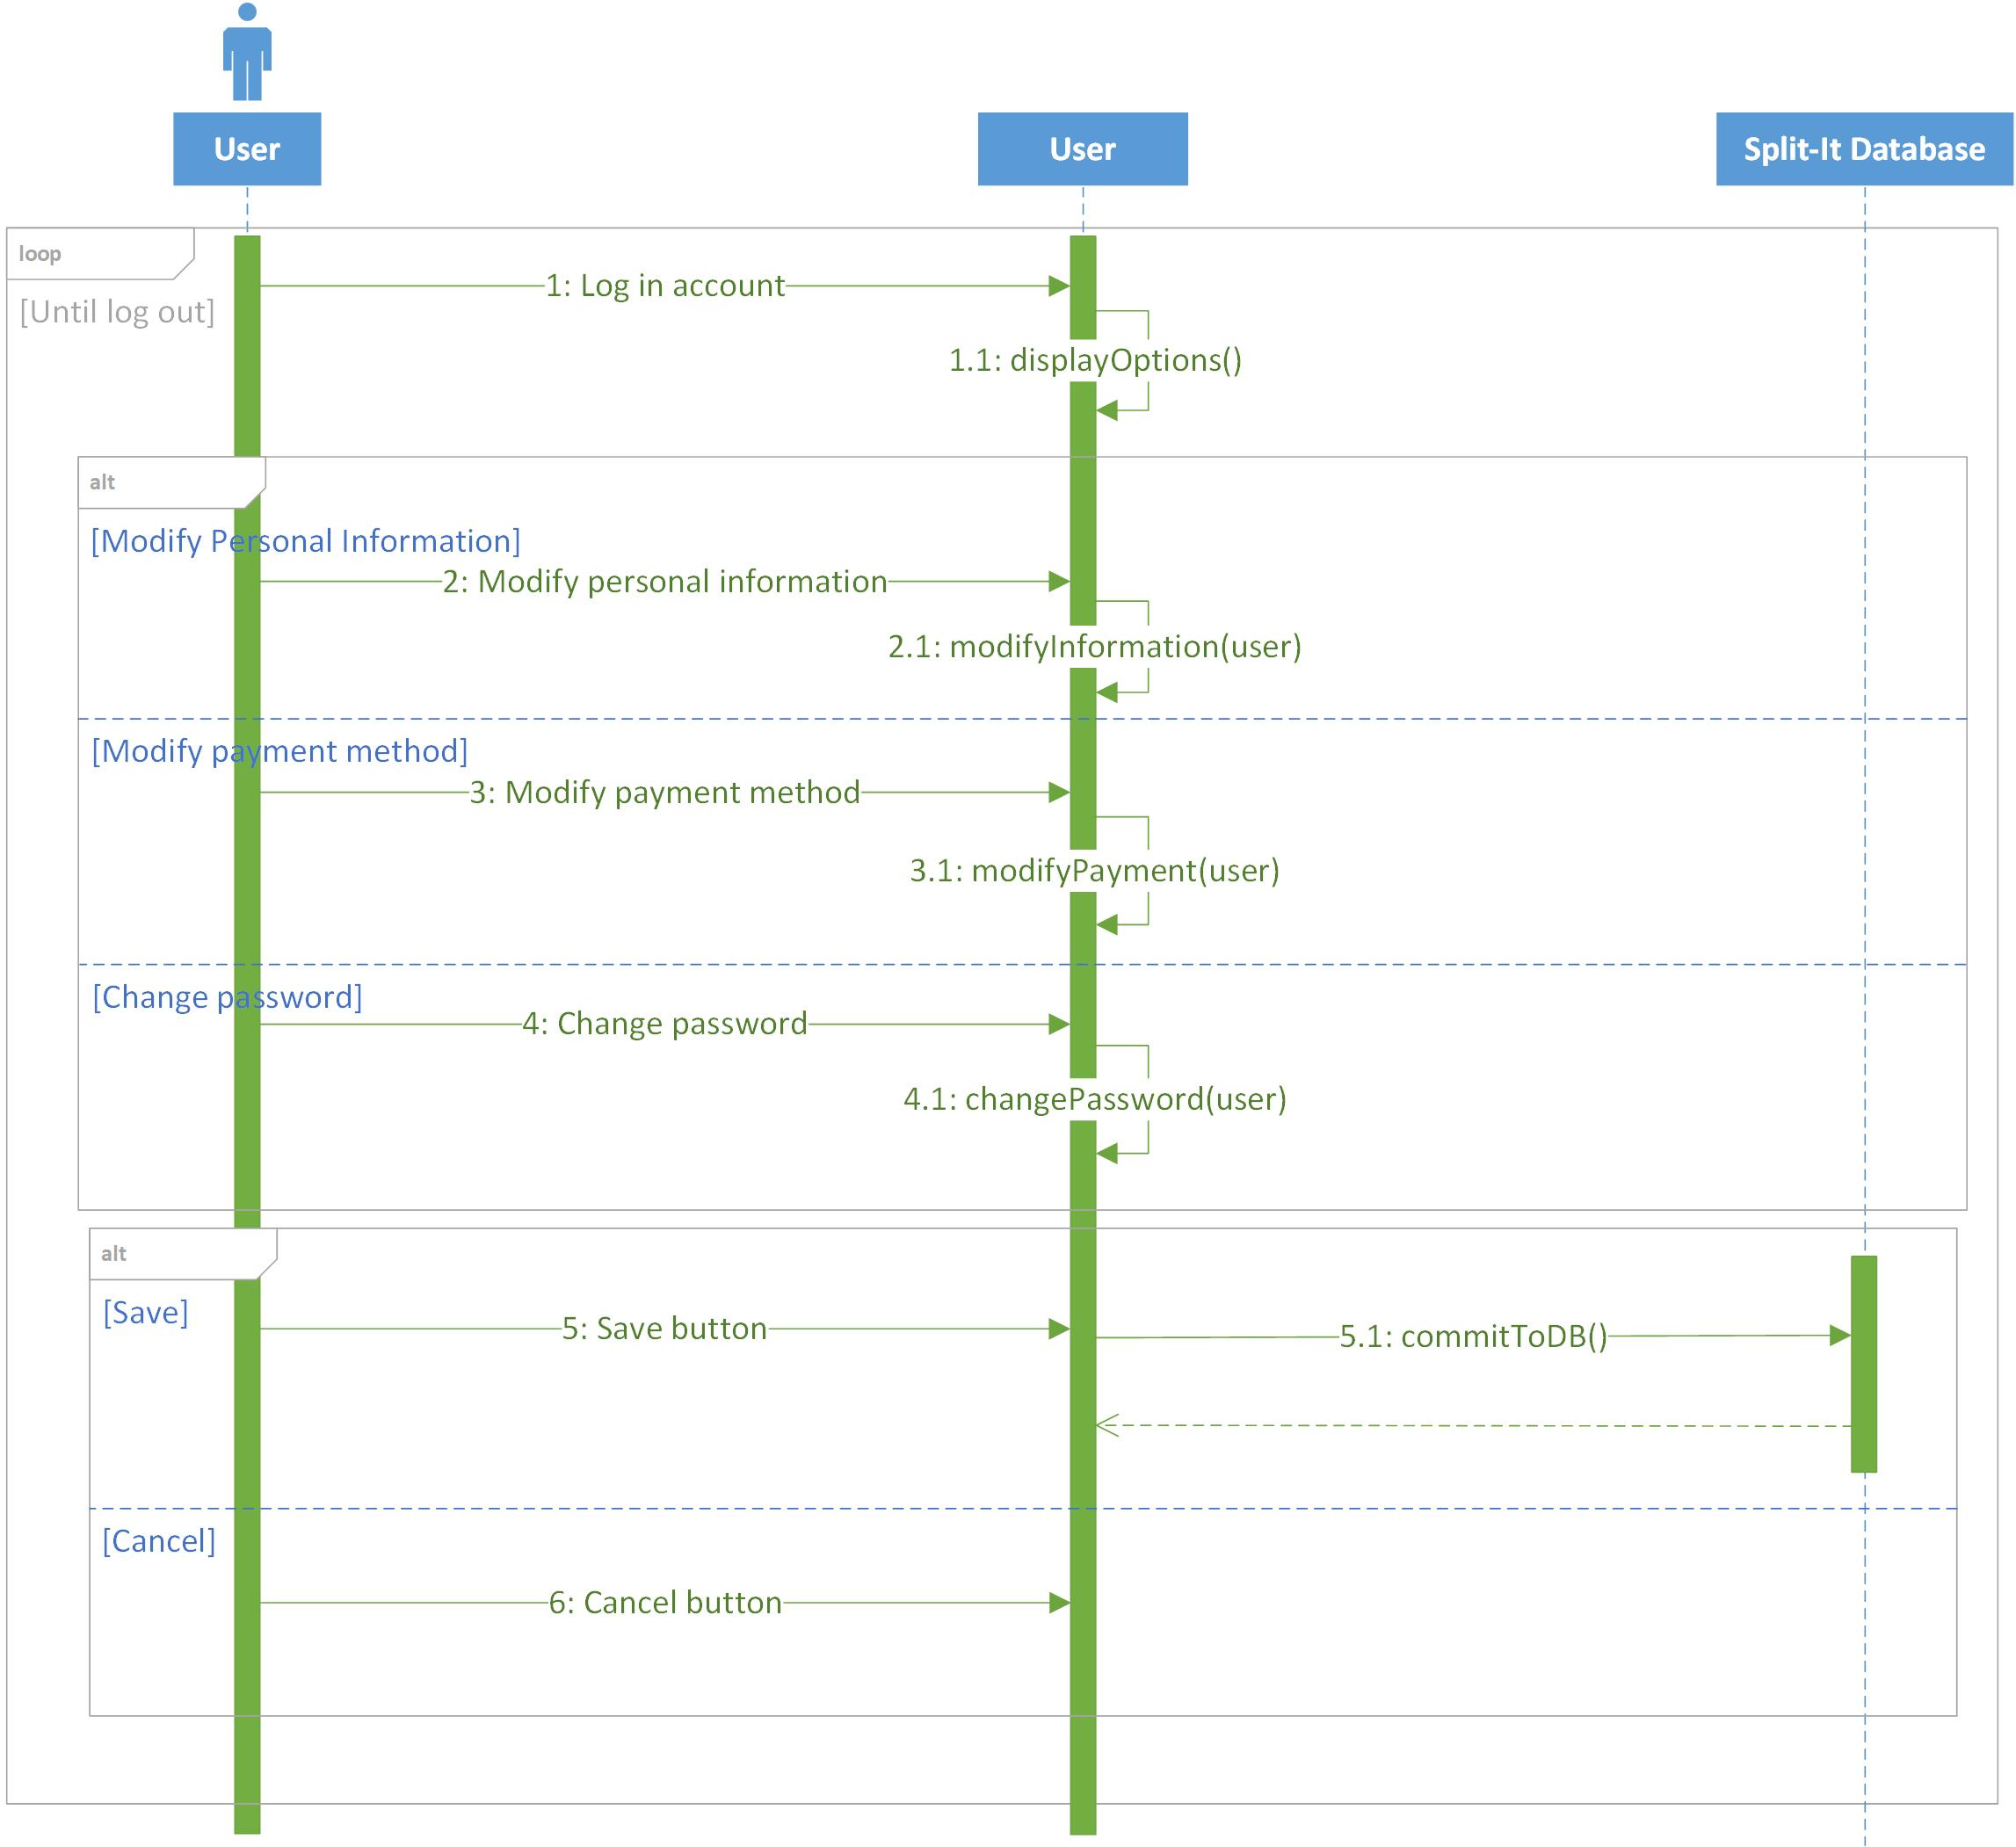 User
User
Split-It Database
loop
[Until log out]
1: Log in account
1.1: displayOptions()
alt
[Modify Personal Information]
2: Modify personal information
2.1: modifyInformation(user)
[Modify payment method]
3: Modify payment method
3.1: modifyPayment(user)
[Change password]
4: Change password
4.1: changePassword(user)
alt
[Save]
5: Save button
5.1: commitToDB()
[Cancel]
6: Cancel button